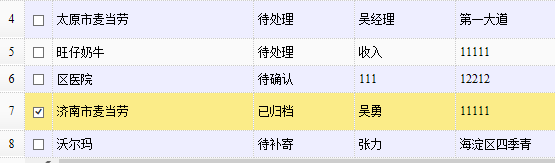 4 太原市麦当劳 待处理 吴经理 第一大道
5 旺仔奶牛 待处理 收入 11111
6 区医院 待确认 111 12212
7 济南市麦当劳 已归档 吴勇 11111
8 沃尔玛 待补寄 张力 海淀区四季青